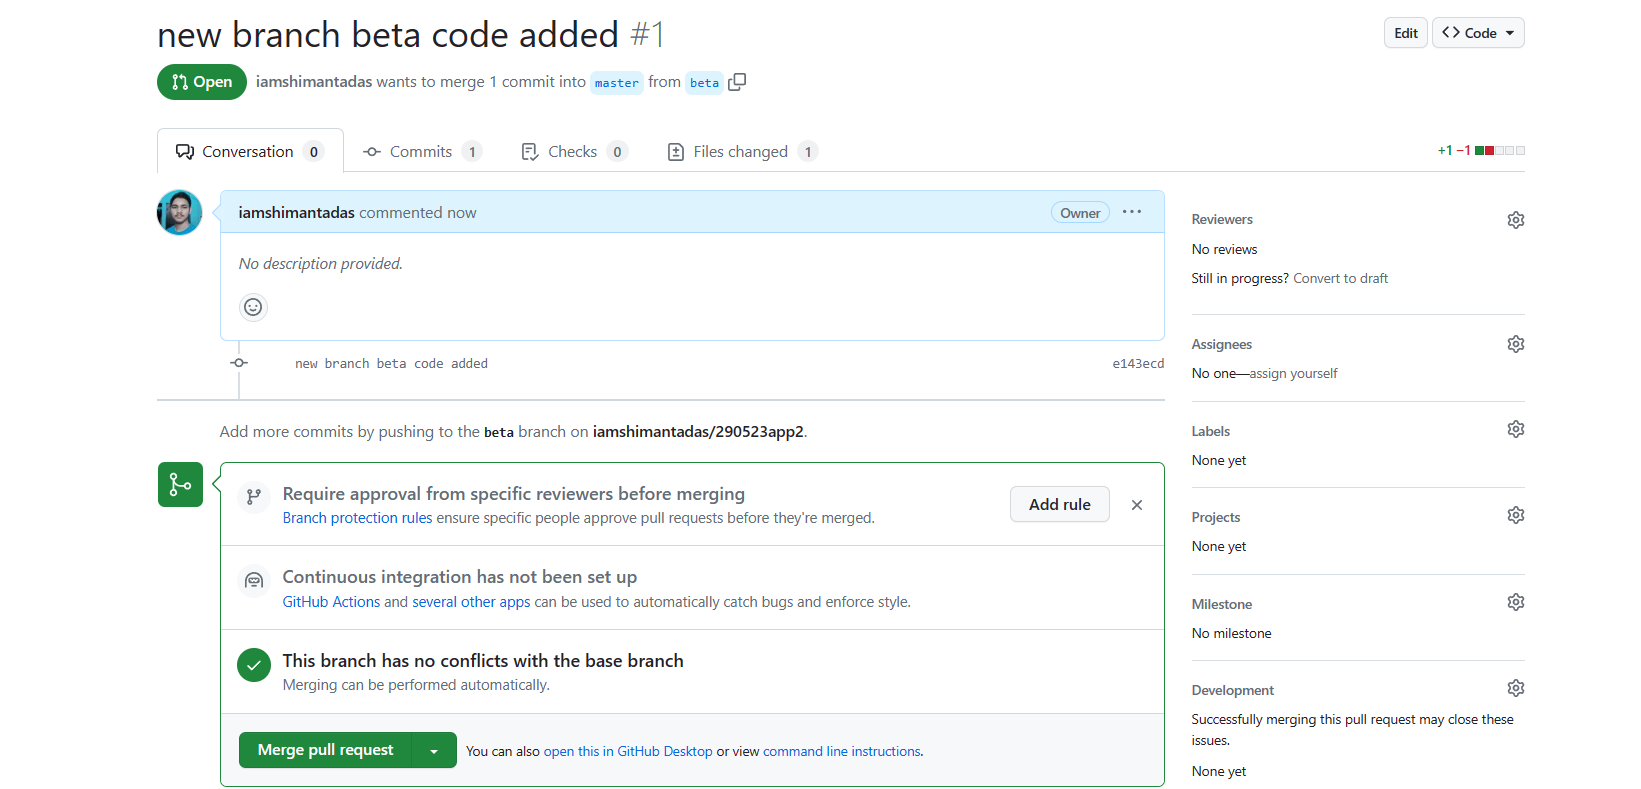 new branch beta code added #1
Edit
Code
Open
iamshimantadas wants to merge 1 commit into master from beta
Conversation 0
Commits 1
Checks 0
Files changed 1
+1 −1
iamshimantadas commented now
Owner
No description provided.
new branch beta code added
e143ecd
Add more commits by pushing to the beta branch on iamshimantadas/290523app2.
Require approval from specific reviewers before merging
Branch protection rules ensure specific people approve pull requests before they're merged.
Add rule
Continuous integration has not been set up
GitHub Actions and several other apps can be used to automatically catch bugs and enforce style.
This branch has no conflicts with the base branch
Merging can be performed automatically.
Merge pull request
You can also open this in GitHub Desktop or view command line instructions.
Reviewers
No reviews
Still in progress? Convert to draft
Assignees
No one—assign yourself
Labels
None yet
Projects
None yet
Milestone
No milestone
Development
Successfully merging this pull request may close these
issues.
None yet